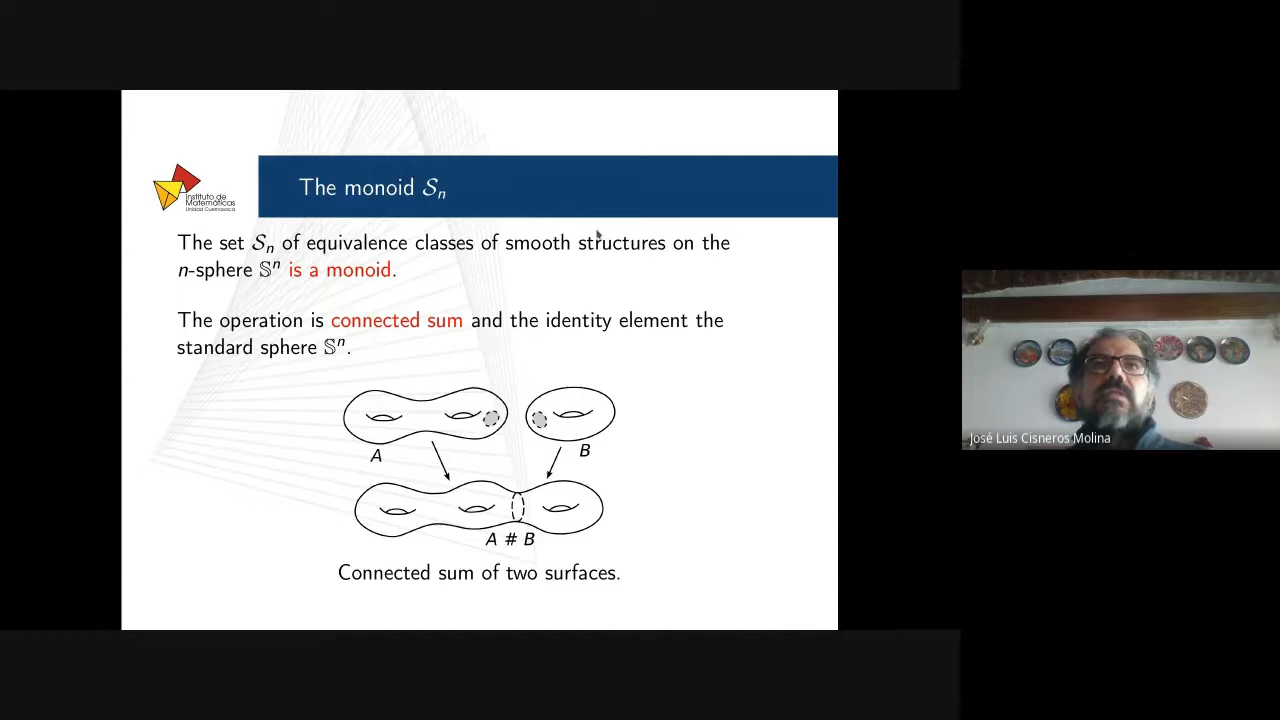 The monoid 𝒮ₙ
Instituto de
Matemáticas
Unidad Cuernavaca
The set 𝒮ₙ of equivalence classes of smooth structures on the
n-sphere 𝕊ⁿ is a monoid.
The operation is connected sum and the identity element the
standard sphere 𝕊ⁿ.
A
B
A # B
Connected sum of two surfaces.
José Luis Cisneros Molina